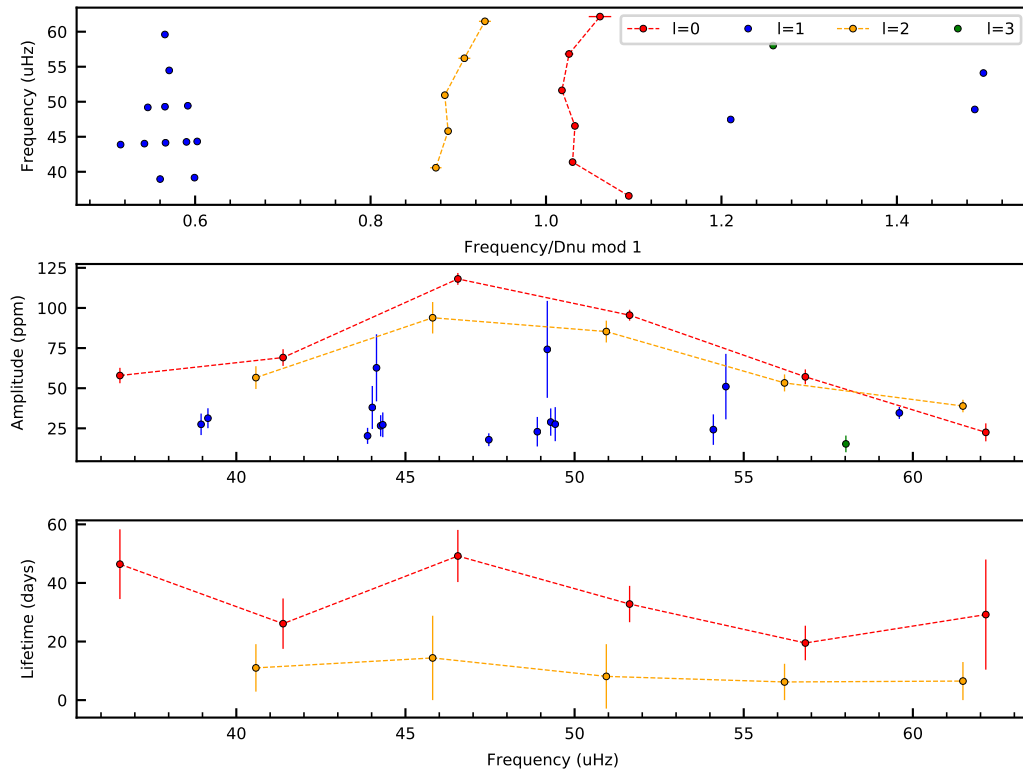 l=0 l=1 l=2 l=3
60
55
50
45
40
Frequency (uHz)
0.6 0.8 1.0 1.2 1.4
Frequency/Dnu mod 1
125
100
75
50
25
Amplitude (ppm)
40 45 50 55 60
60
40
20
0
Lifetime (days)
40 45 50 55 60
Frequency (uHz)